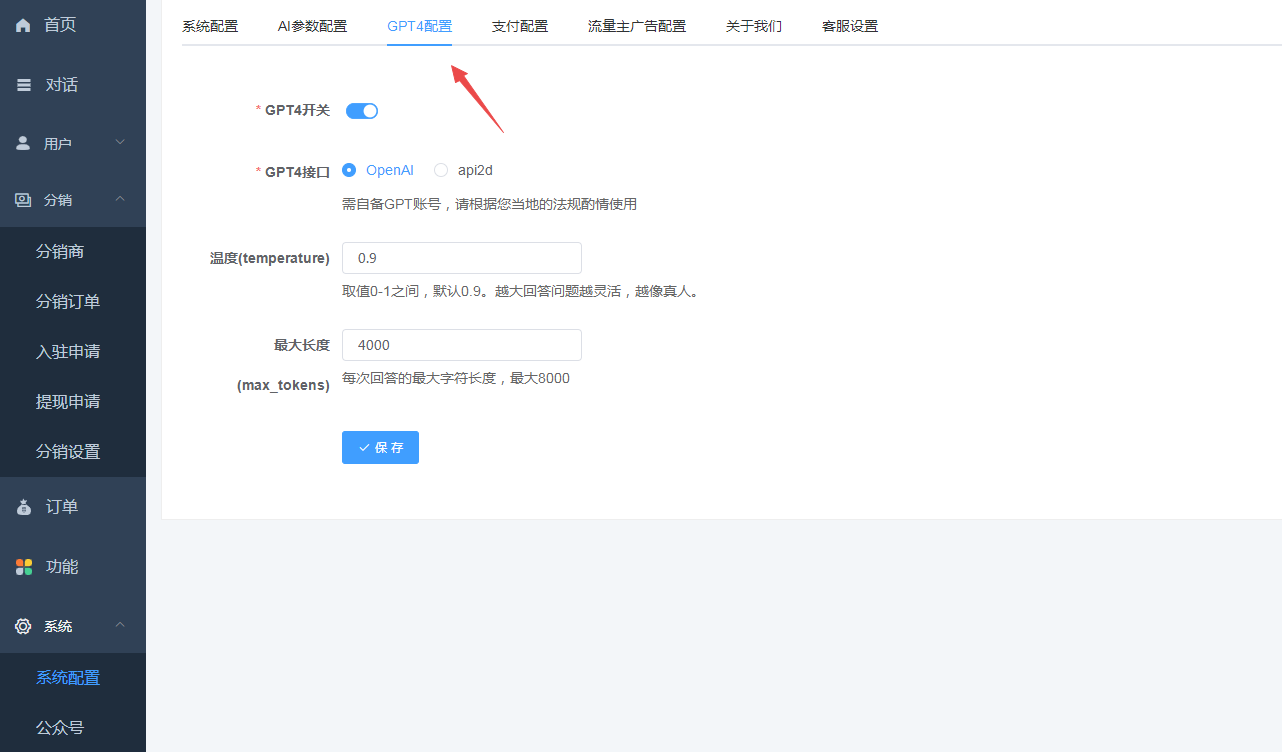 首页
对话
用户
分销
分销商
分销订单
入驻申请
提现申请
分销设置
订单
功能
系统
系统配置
公众号
系统配置 AI参数配置 GPT4配置 支付配置 流量主广告配置 关于我们 客服设置
* GPT4开关
* GPT4接口 OpenAI api2d
需自备GPT账号，请根据您当地的法规酌情使用
温度(temperature) 0.9
取值0-1之间，默认0.9。越大回答问题越灵活，越像真人。
最大长度 4000
(max_tokens) 每次回答的最大字符长度，最大8000
保 存